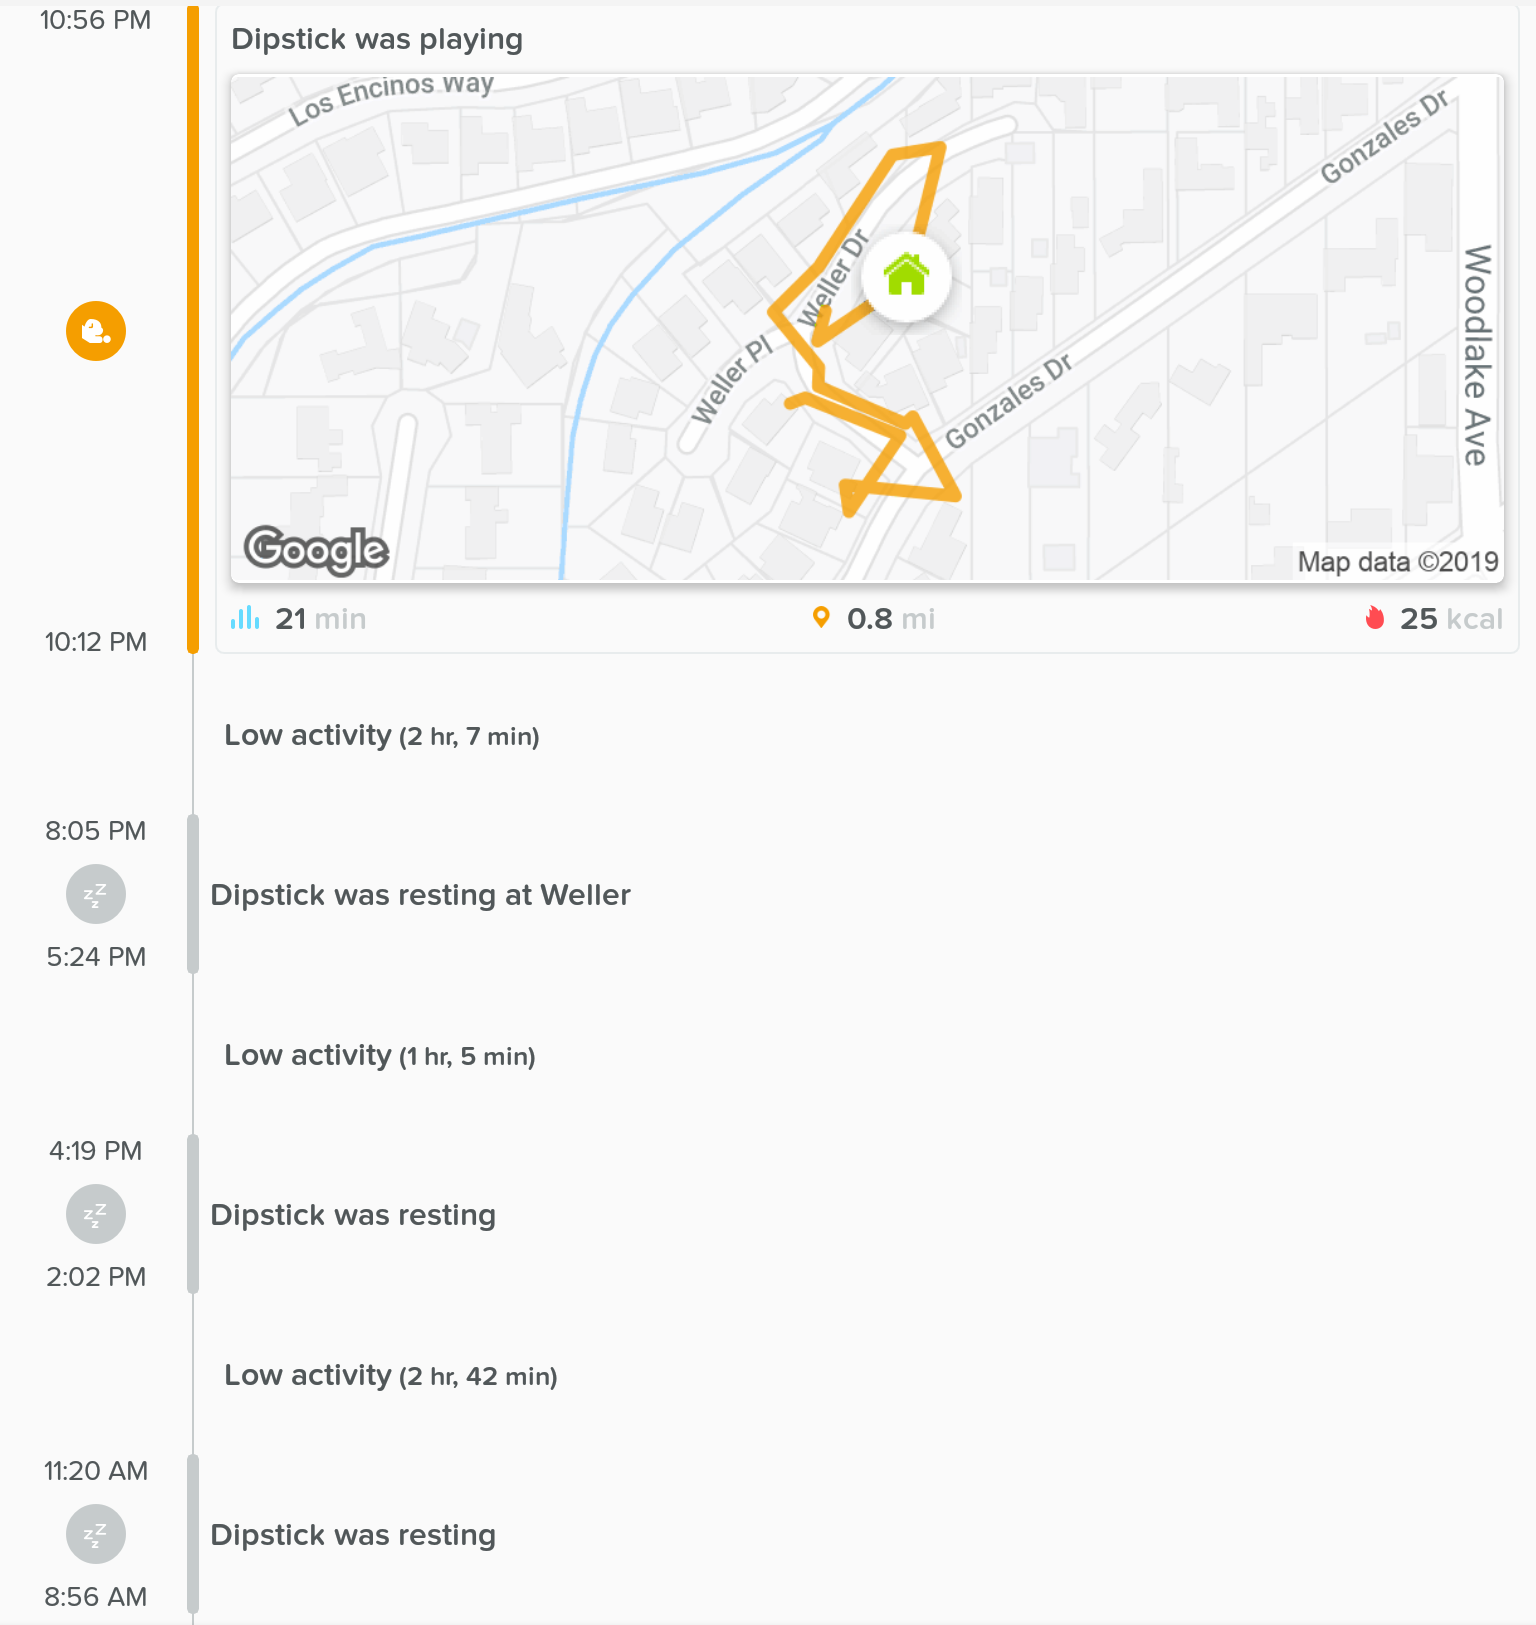 10:56 PM
Dipstick was playing
Los Encinos Way
Gonzales Dr
Weller Dr
Woodlake Ave
Weller Pl
Gonzales Dr
Google
Map data ©2019
21 min
0.8 mi
25 kcal
10:12 PM
Low activity (2 hr, 7 min)
8:05 PM
zZz
Dipstick was resting at Weller
5:24 PM
Low activity (1 hr, 5 min)
4:19 PM
zZz
Dipstick was resting
2:02 PM
Low activity (2 hr, 42 min)
11:20 AM
zZz
Dipstick was resting
8:56 AM